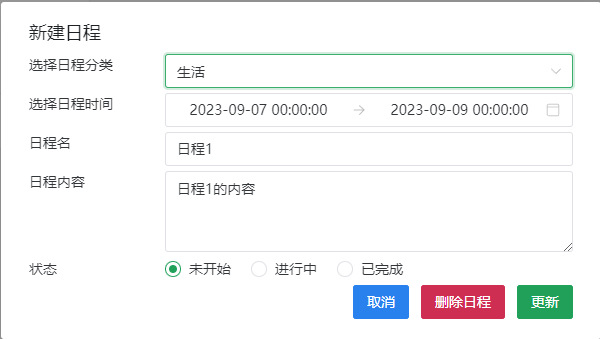 新建日程
选择日程分类 生活
选择日程时间 2023-09-07 00:00:00 → 2023-09-09 00:00:00
日程名 日程1
日程内容 日程1的内容
状态 未开始 进行中 已完成
取消 删除日程 更新